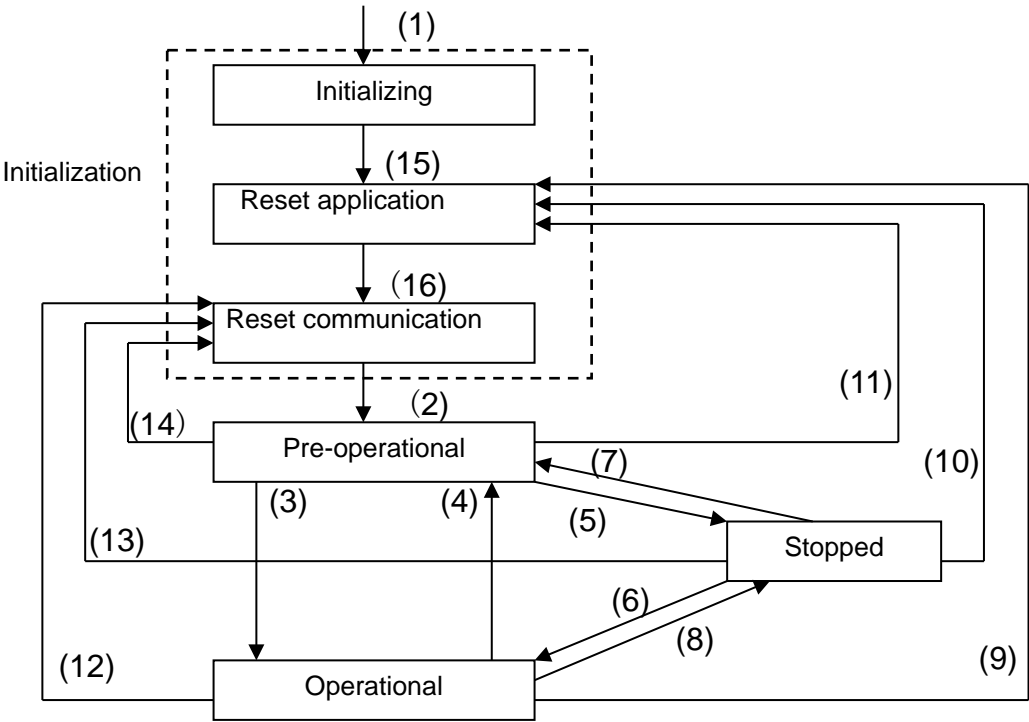 (1)
Initializing
Initialization
(15)
Reset application
（16)
Reset communication
(11)
（2)
(14）
Pre-operational
(7)
(10)
(3)
(4)
(5)
(13)
Stopped
(6)
(8)
(12)
(9)
Operational